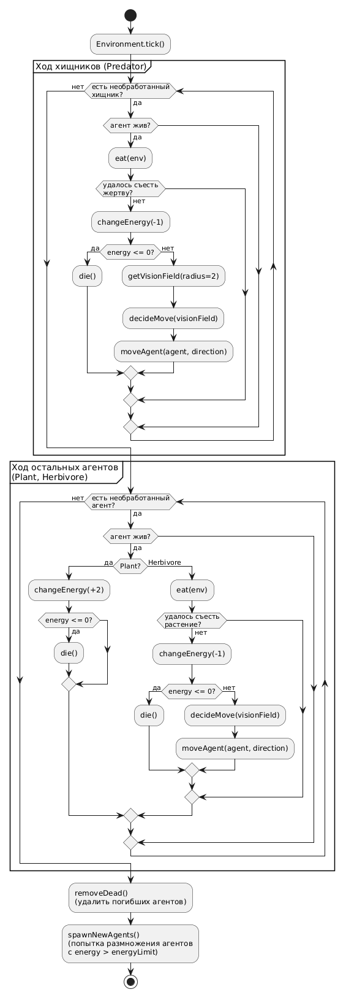 Environment.tick()
Ход хищников (Predator)
нет
есть необработанный
хищник?
да
агент жив?
да
eat(env)
удалось съесть
жертву?
нет
changeEnergy(-1)
да
energy <= 0?
нет
die()
getVisionField(radius=2)
decideMove(visionField)
moveAgent(agent, direction)
Ход остальных агентов
(Plant, Herbivore)
нет
есть необработанный
агент?
да
агент жив?
да
да
Plant?
Herbivore
changeEnergy(+2)
energy <= 0?
да
die()
eat(env)
удалось съесть
растение?
нет
changeEnergy(-1)
да
energy <= 0?
нет
die()
decideMove(visionField)
moveAgent(agent, direction)
removeDead()
(удалить погибших агентов)
spawnNewAgents()
(попытка размножения агентов
с energy > energyLimit)